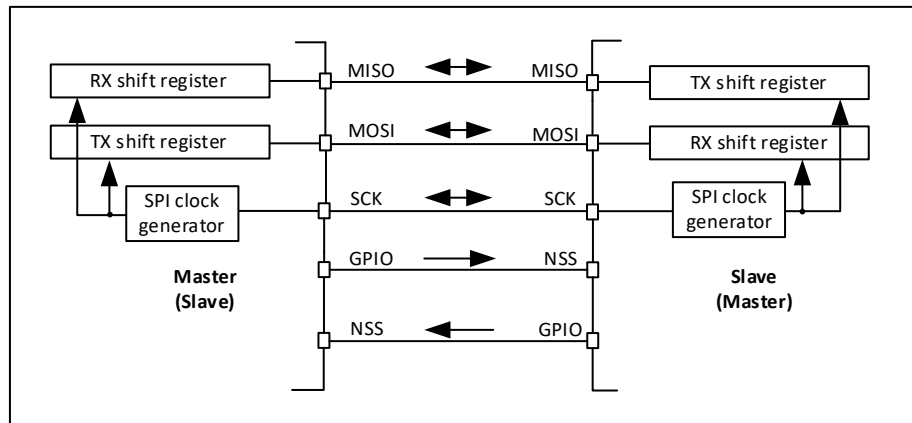 RX shift register
MISO
MISO
TX shift register
TX shift register
MOSI
MOSI
RX shift register
SPI clock
generator
SCK
SCK
SPI clock
generator
GPIO
NSS
Master
(Slave)
Slave
(Master)
NSS
GPIO